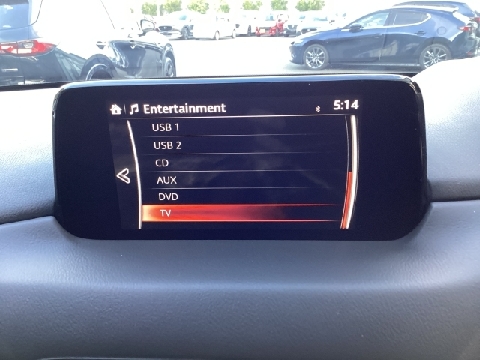 Entertainment 5:14
USB 1
USB 2
CD
AUX
DVD
TV